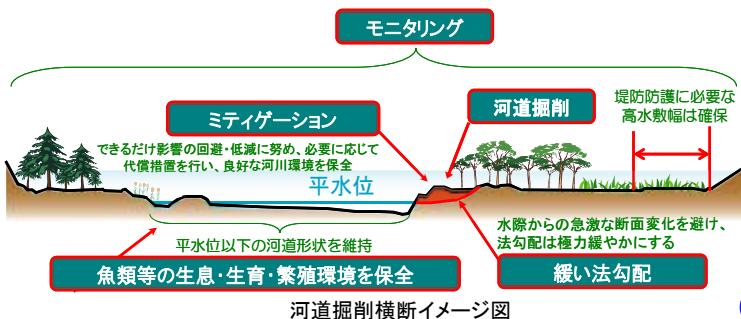 モニタリング
ミティゲーション
河道掘削
堤防防護に必要な
高水敷幅は確保
できるだけ影響の回避・低減に努め、必要に応じて
代償措置を行い、良好な河川環境を保全
平水位
平水位以下の河道形状を維持
水際からの急激な断面変化を避け、
法勾配は極力緩やかにする
魚類等の生息・生育・繁殖環境を保全
緩い法勾配
河道掘削横断イメージ図